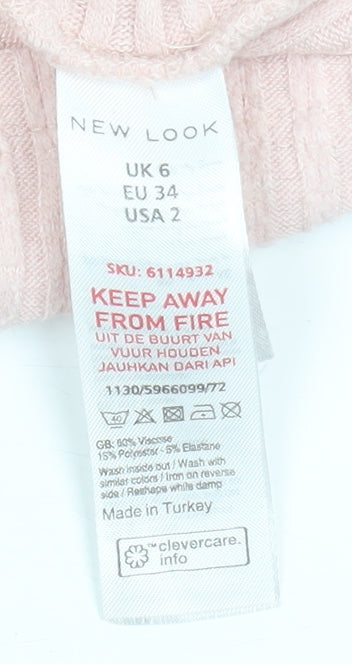 NEW LOOK
UK 6
EU 34
USA 2
SKU: 6114932
KEEP AWAY
FROM FIRE
UIT DE BUURT VAN
VUUR HOUDEN
JAUHKAN DARI API
1130/5966099/72
40
GB: 80% Viscose
15% Polyester - 5% Elastane
Wash inside out / Wash with
similar colors / Iron on reverse
side / Reshape while damp
Made in Turkey
™clevercare.
info